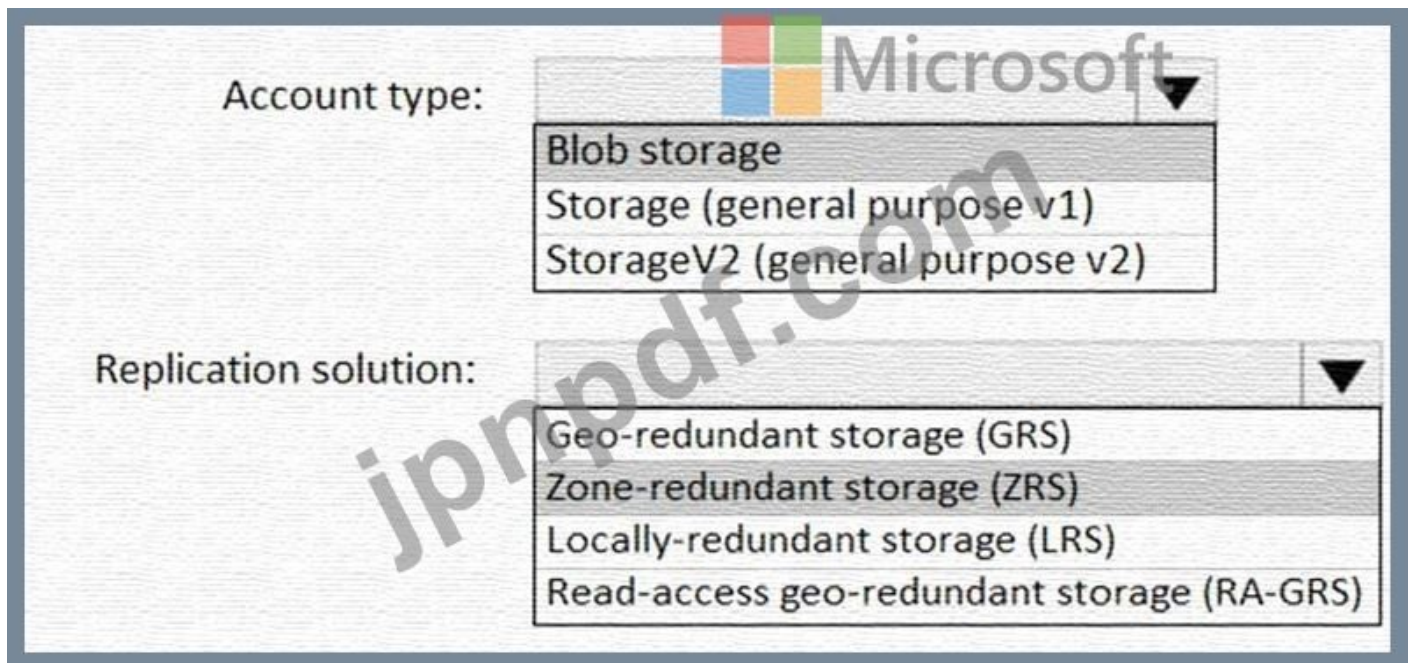 Microsoft
Account type:
Blob storage
Storage (general purpose v1)
StorageV2 (general purpose v2)
Replication solution:
Geo-redundant storage (GRS)
Zone-redundant storage (ZRS)
Locally-redundant storage (LRS)
Read-access geo-redundant storage (RA-GRS)
jpnpdf.com